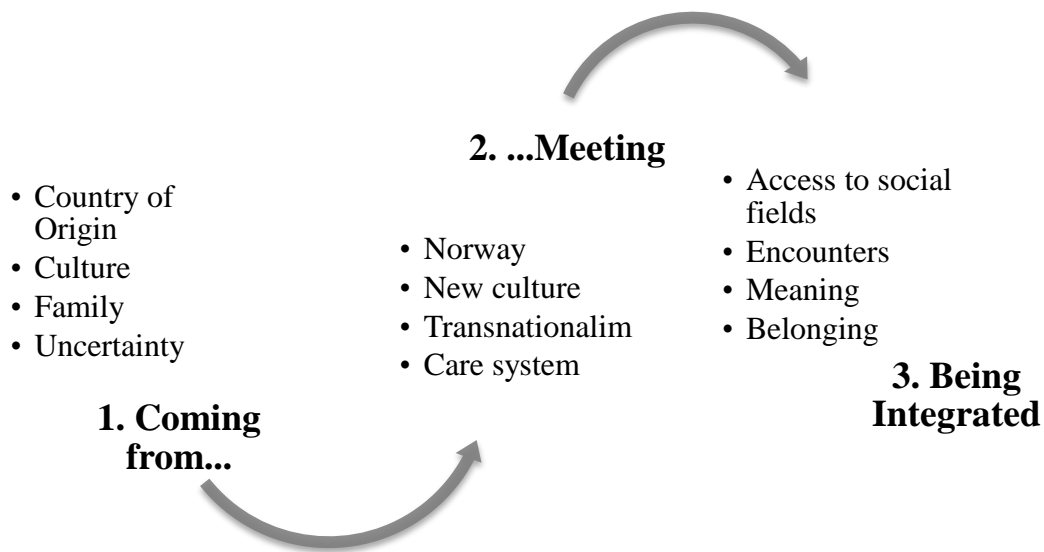 • Country of
Origin
• Culture
• Family
• Uncertainty
1. Coming
from...
2. ...Meeting
• Norway
• New culture
• Transnationalim
• Care system
• Access to social
fields
• Encounters
• Meaning
• Belonging
3. Being
Integrated